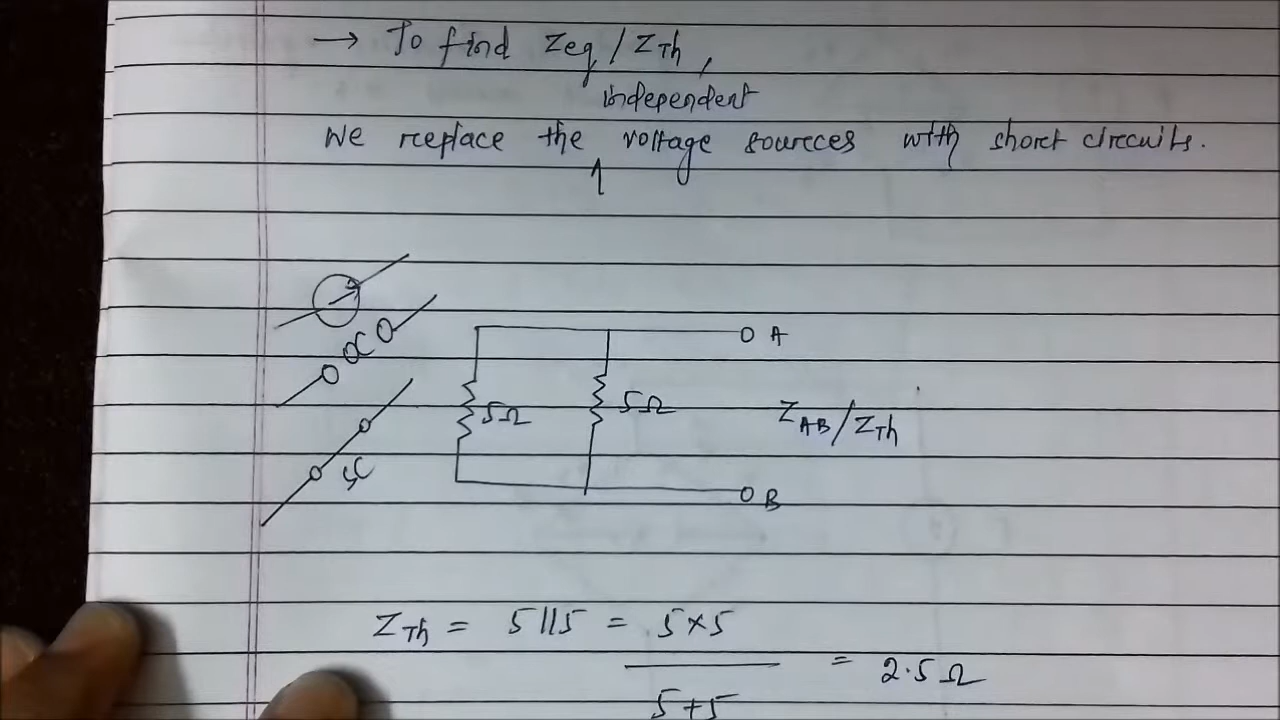 → To find Zeq / ZTh,
independent
We replace the voltage sources with short circuits.
OC
5Ω
5Ω
A
ZAB/ZTh
SC
B
ZTh = 5 || 5 = 5×5 / 5+5 = 2.5 Ω